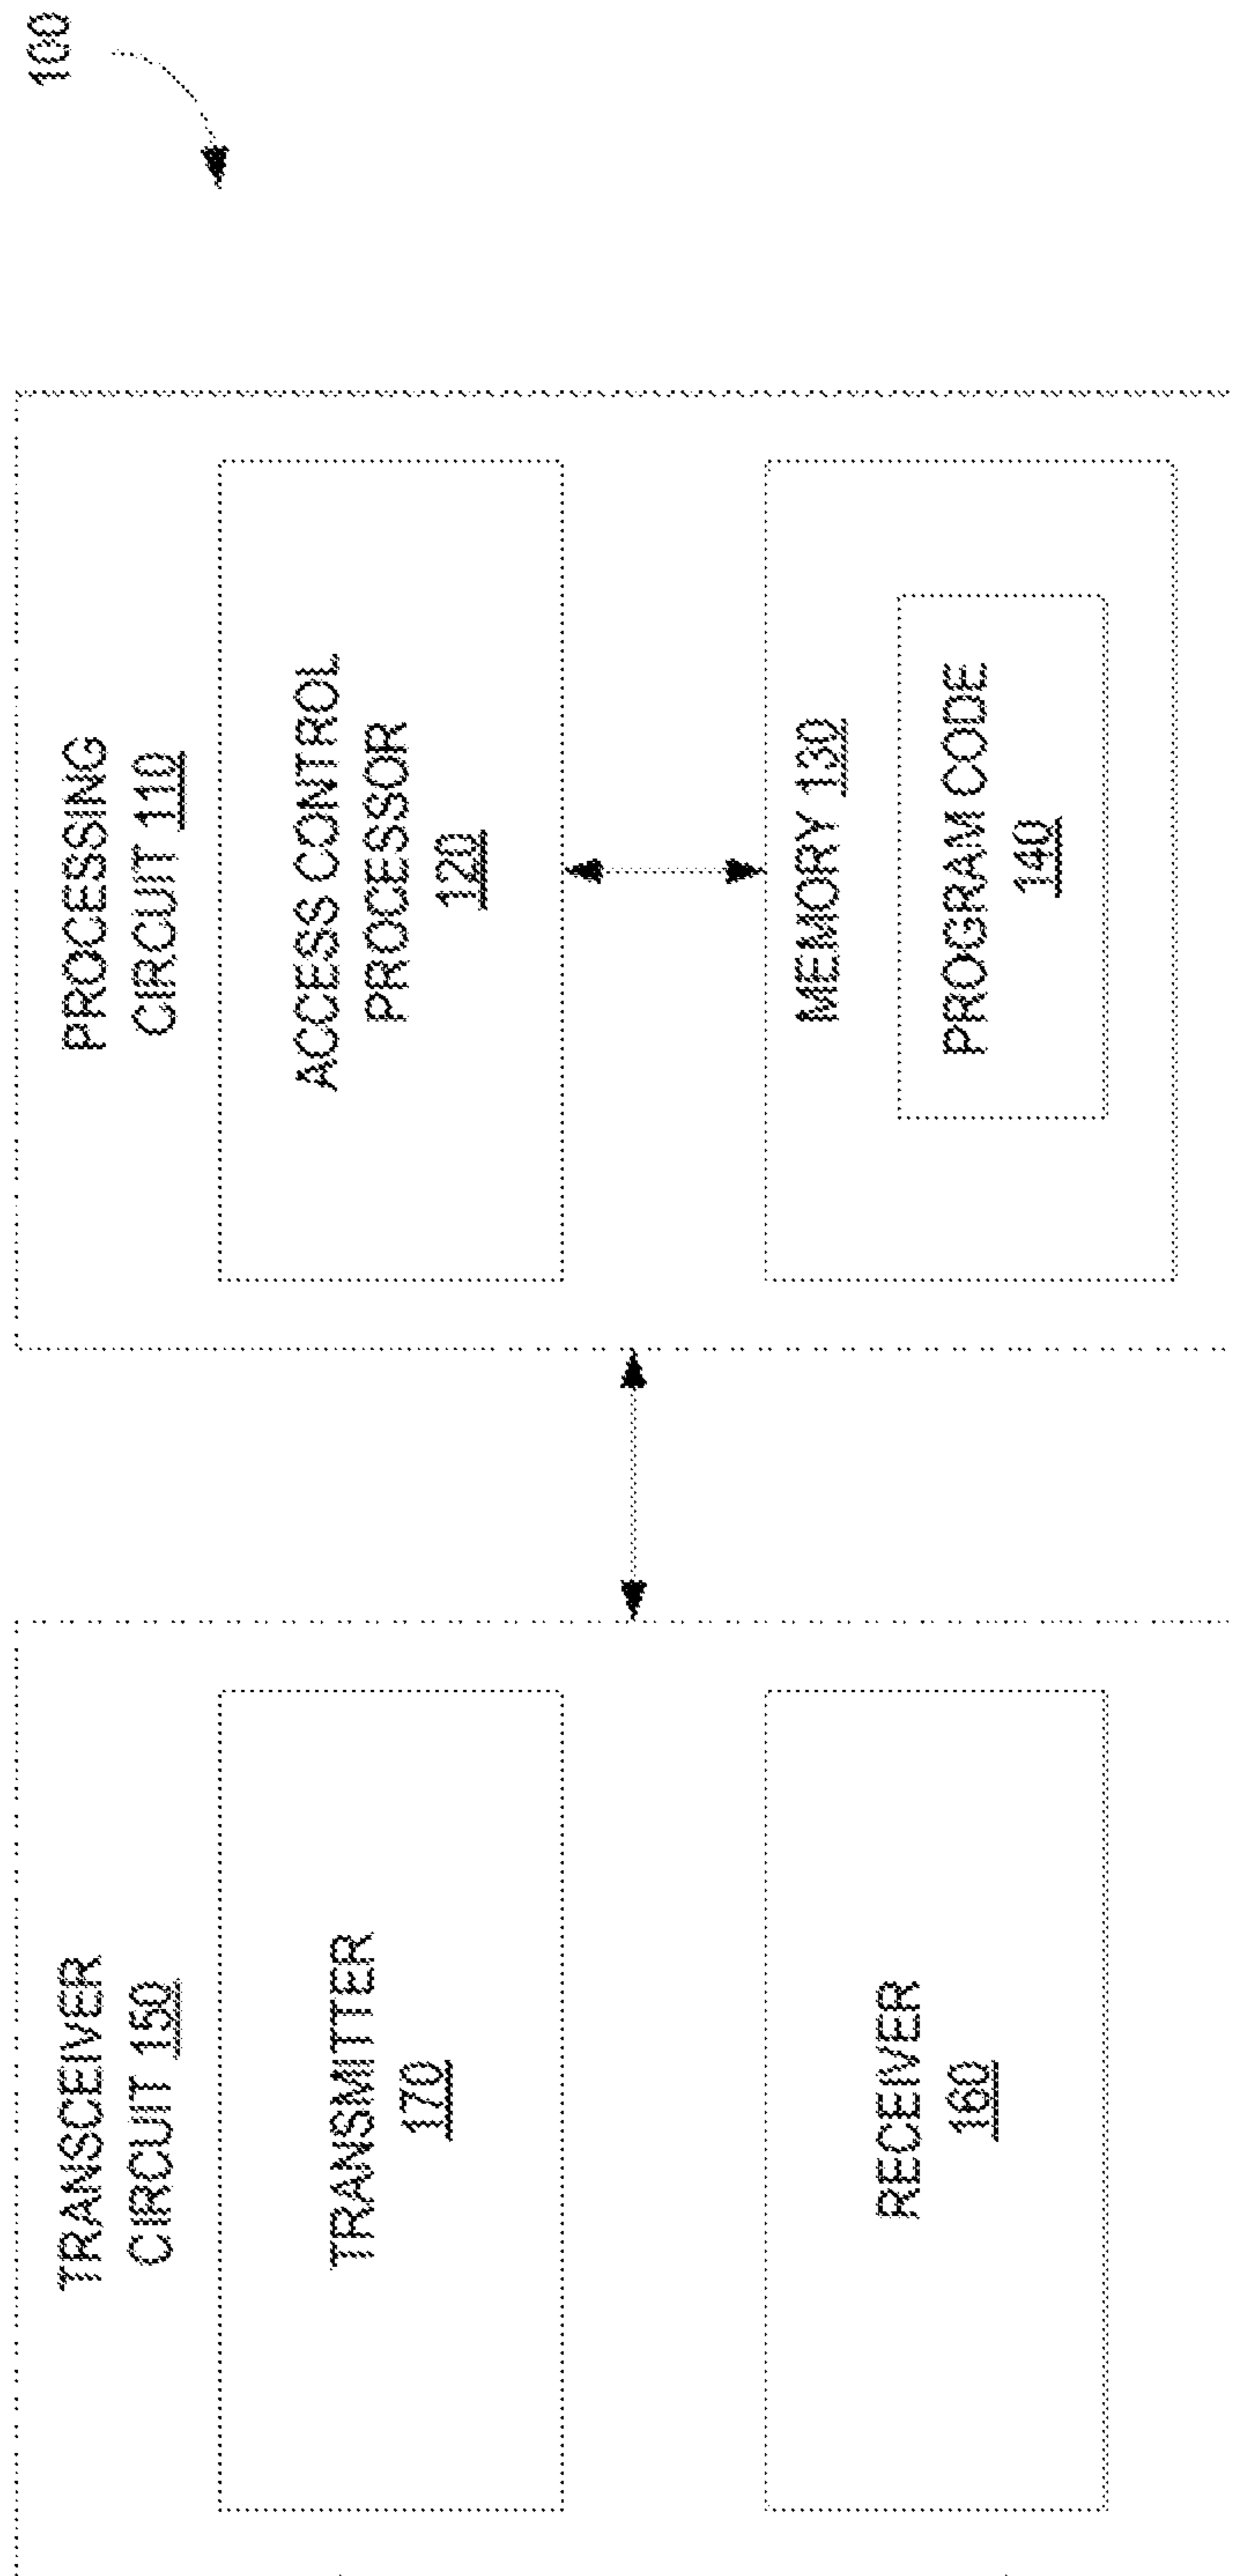 100
TRANSCEIVER
CIRCUIT 150
TRANSMITTER
170
RECEIVER
160
PROCESSING
CIRCUIT 110
ACCESS CONTROL
PROCESSOR
120
MEMORY 130
PROGRAM CODE
140